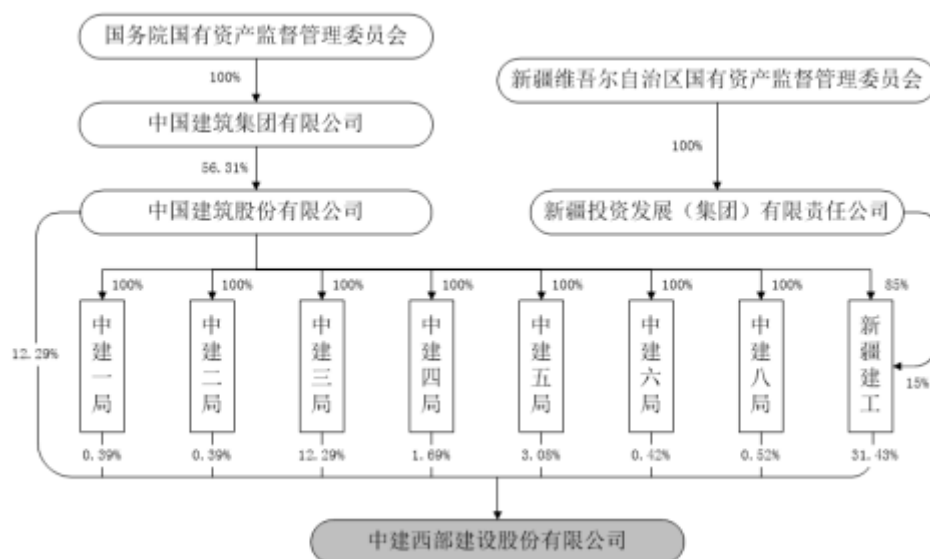 国务院国有资产监督管理委员会
100%
新疆维吾尔自治区国有资产监督管理委员会
中国建筑集团有限公司
100%
56.31%
中国建筑股份有限公司
新疆投资发展（集团）有限责任公司
100%
100%
100%
100%
100%
100%
100%
85%
中建一局
中建二局
中建三局
中建四局
中建五局
中建六局
中建八局
新疆建工
12.29%
15%
0.39%
0.39%
12.29%
1.69%
3.08%
0.42%
0.52%
31.43%
中建西部建设股份有限公司